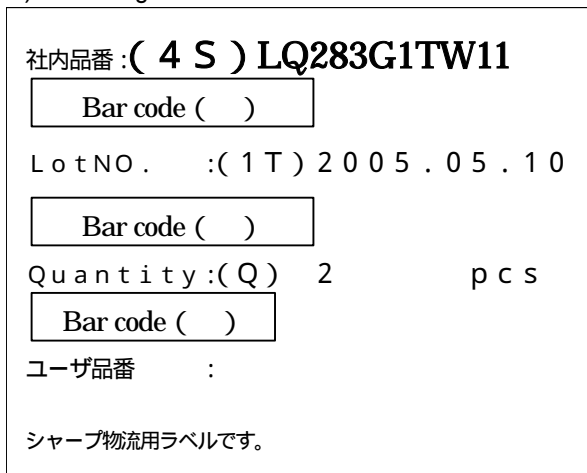 社内品番 :(４Ｓ) LQ283G1TW11
Bar code (　)
ＬｏｔＮＯ．　:(１Ｔ)２００５．０５．１０
Bar code (　)
Ｑｕａｎｔｉｔｙ:(Ｑ)　２　ｐｃｓ
Bar code (　)
ユーザ品番　:
シャープ物流用ラベルです。